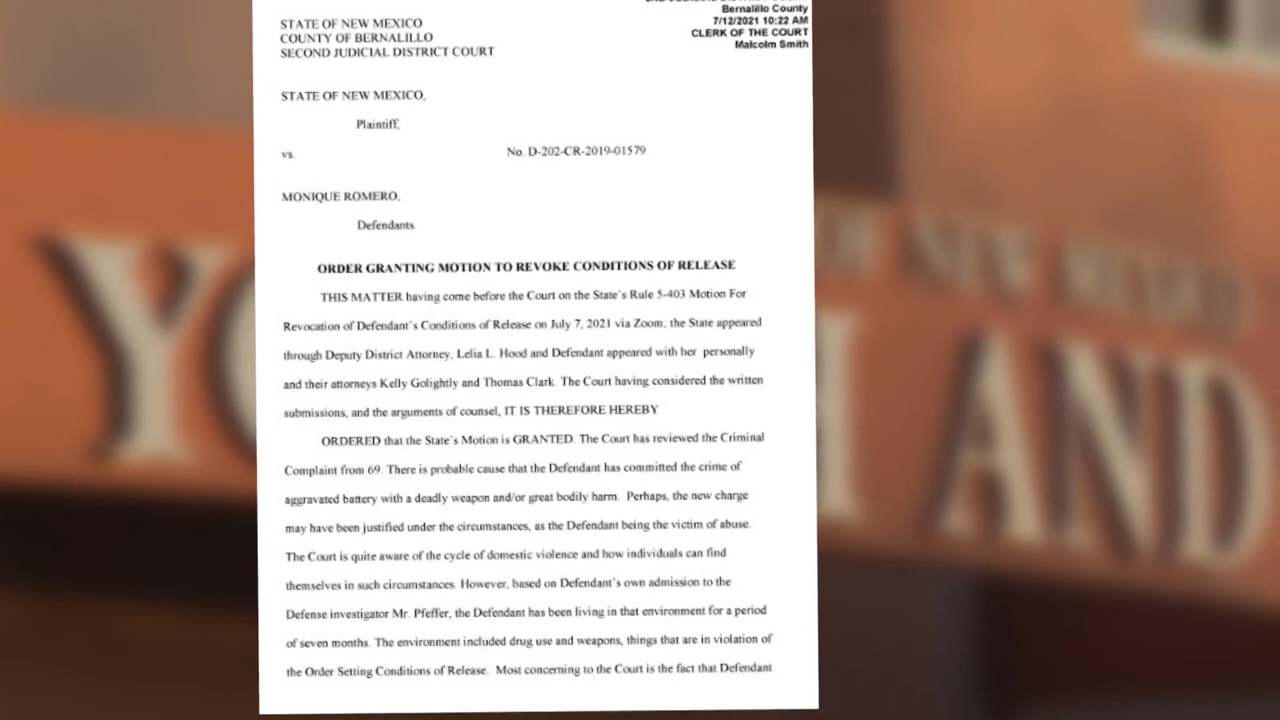 Bernalillo County
7/12/2021 10:22 AM
CLERK OF THE COURT
Malcolm Smith
STATE OF NEW MEXICO
COUNTY OF BERNALILLO
SECOND JUDICIAL DISTRICT COURT
STATE OF NEW MEXICO,
Plaintiff,
vs.
No. D-202-CR-2019-01579
MONIQUE ROMERO,
Defendants.
ORDER GRANTING MOTION TO REVOKE CONDITIONS OF RELEASE
THIS MATTER having come before the Court on the State's Rule 5-403 Motion For
Revocation of Defendant's Conditions of Release on July 7, 2021 via Zoom; the State appeared
through Deputy District Attorney, Lelia L. Hood and Defendant appeared with her personally
and their attorneys Kelly Golightly and Thomas Clark. The Court having considered the written
submissions, and the arguments of counsel, IT IS THEREFORE HEREBY
ORDERED that the State's Motion is GRANTED. The Court has reviewed the Criminal
Complaint from 69. There is probable cause that the Defendant has committed the crime of
aggravated battery with a deadly weapon and/or great bodily harm. Perhaps, the new charge
may have been justified under the circumstances, as the Defendant being the victim of abuse.
The Court is quite aware of the cycle of domestic violence and how individuals can find
themselves in such circumstances. However, based on Defendant's own admission to the
Defense investigator Mr. Pfeffer, the Defendant has been living in that environment for a period
of seven months. The environment included drug use and weapons, things that are in violation of
the Order Setting Conditions of Release. Most concerning to the Court is the fact that Defendant
OF NEW MEXICO
AND